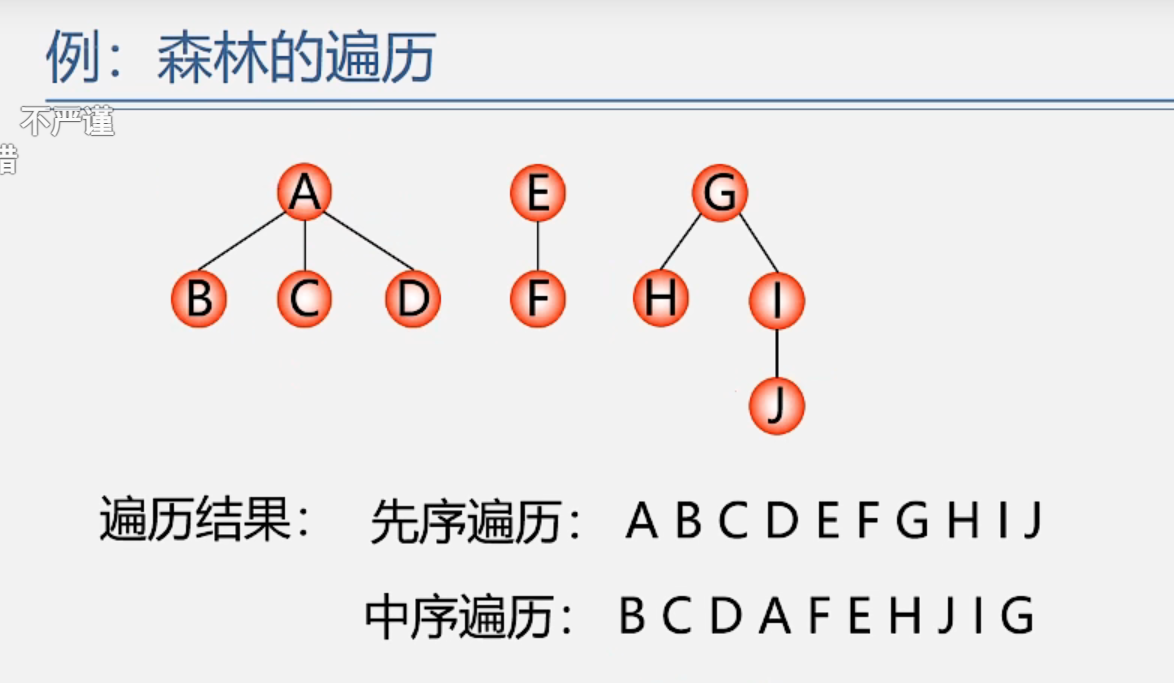 例：森林的遍历
不严谨
错
A E G
B C D F H I
J
遍历结果： 先序遍历： A B C D E F G H I J
中序遍历： B C D A F E H J I G